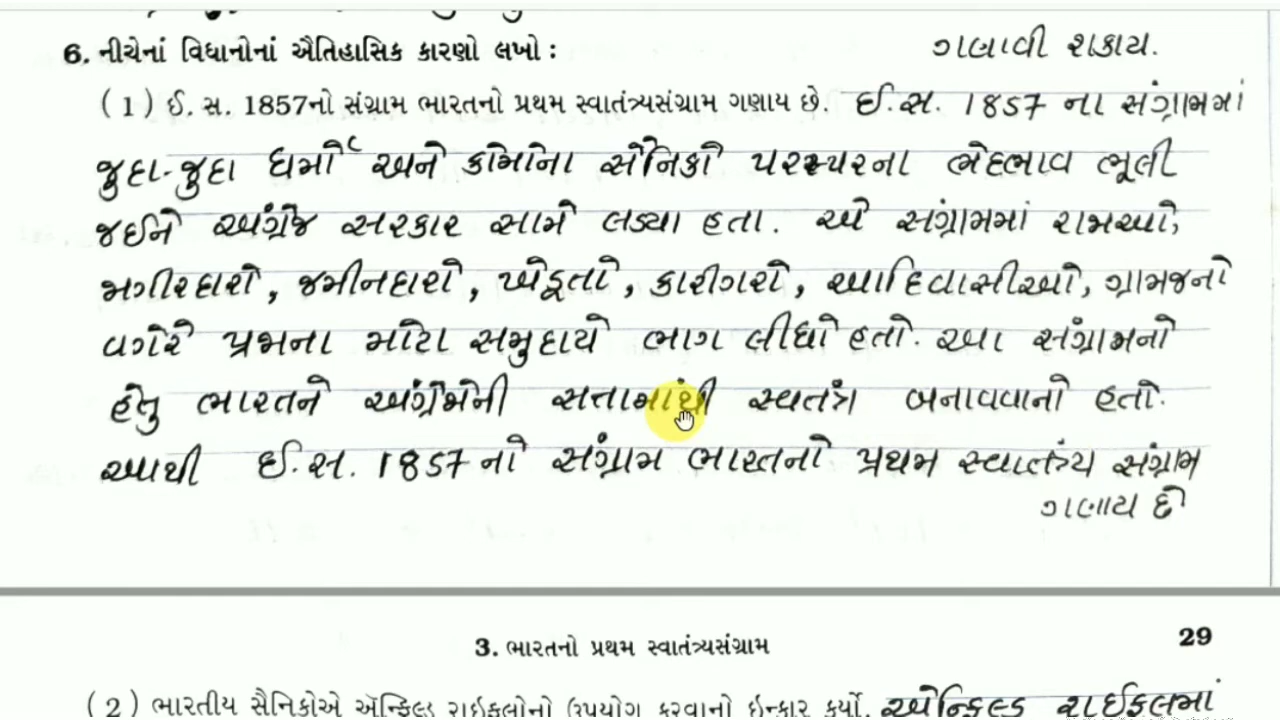 ગણાવી શકાય.
6. નીચેનાં વિધાનોનાં ઐતિહાસિક કારણો લખો :
(1) ઈ. સ. 1857નો સંગ્રામ ભારતનો પ્રથમ સ્વાતંત્ર્યસંગ્રામ ગણાય છે. ઈ.સ. 1857 ના સંગ્રામમાં
જુદા-જુદા ધર્મો અને કોમોના સૈનિકો પરસ્પરના ભેદભાવ ભૂલી
જઈને અંગ્રેજ સરકાર સામે લડ્યા હતા. એ સંગ્રામમાં રાજાઓ,
જાગીરદારો, જમીનદારો, ખેડૂતો, કારીગરો, આદિવાસીઓ, ગ્રામજનો
વગેરે પ્રજાના મોટા સમુદાયે ભાગ લીધો હતો. આ સંગ્રામનો
હેતુ ભારતને અંગ્રેજોની સત્તામાંથી સ્વતંત્ર બનાવવાનો હતો.
આથી ઈ.સ. 1857 નો સંગ્રામ ભારતનો પ્રથમ સ્વાતંત્ર્ય સંગ્રામ
ગણાય છે
3. ભારતનો પ્રથમ સ્વાતંત્ર્યસંગ્રામ 29
(2) ભારતીય સૈનિકોએ ઍન્ફિલ્ડ રાઇફલોનો ઉપયોગ કરવાનો ઇન્કાર કર્યો. એન્ફિલ્ડ રાઈફલમાં